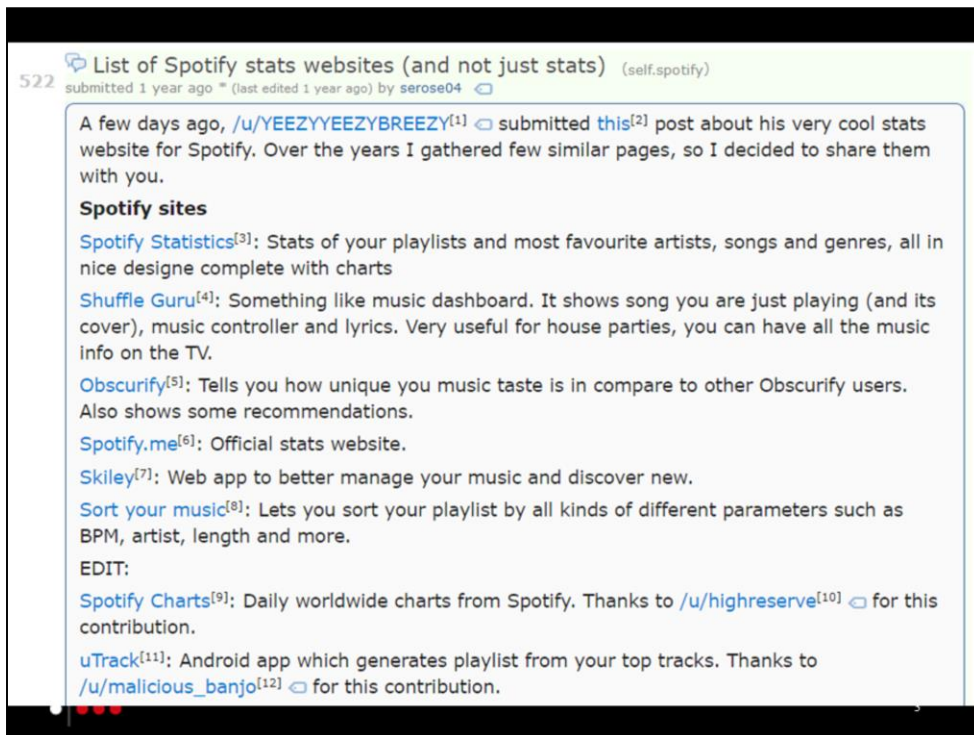 List of Spotify stats websites (and not just stats) (self.spotify)
522
submitted 1 year ago * (last edited 1 year ago) by serose04
A few days ago, /u/YEEZYYEEZYBREEZY[1] submitted this[2] post about his very cool stats
website for Spotify. Over the years I gathered few similar pages, so I decided to share them
with you.
Spotify sites
Spotify Statistics[3]: Stats of your playlists and most favourite artists, songs and genres, all in
nice designe complete with charts
Shuffle Guru[4]: Something like music dashboard. It shows song you are just playing (and its
cover), music controller and lyrics. Very useful for house parties, you can have all the music
info on the TV.
Obscurify[5]: Tells you how unique you music taste is in compare to other Obscurify users.
Also shows some recommendations.
Spotify.me[6]: Official stats website.
Skiley[7]: Web app to better manage your music and discover new.
Sort your music[8]: Lets you sort your playlist by all kinds of different parameters such as
BPM, artist, length and more.
EDIT:
Spotify Charts[9]: Daily worldwide charts from Spotify. Thanks to /u/highreserve[10] for this
contribution.
uTrack[11]: Android app which generates playlist from your top tracks. Thanks to
/u/malicious_banjo[12] for this contribution.